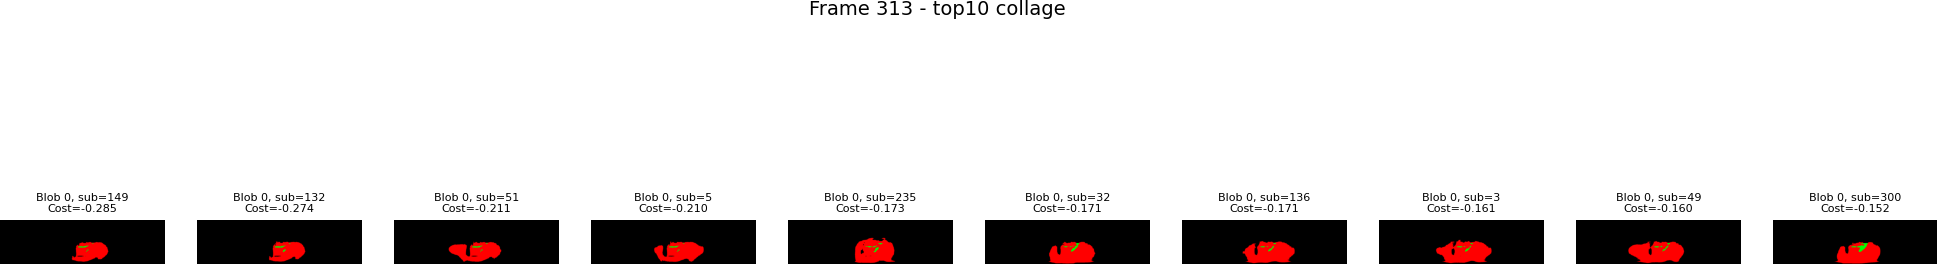 Frame 313 - top10 collage
Blob 0, sub=149
Cost=-0.285
Blob 0, sub=132
Cost=-0.274
Blob 0, sub=51
Cost=-0.211
Blob 0, sub=5
Cost=-0.210
Blob 0, sub=235
Cost=-0.173
Blob 0, sub=32
Cost=-0.171
Blob 0, sub=136
Cost=-0.171
Blob 0, sub=3
Cost=-0.161
Blob 0, sub=49
Cost=-0.160
Blob 0, sub=300
Cost=-0.152